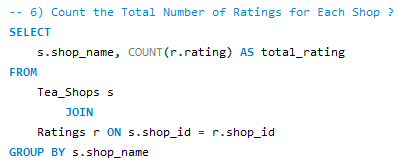 -- 6) Count the Total Number of Ratings for Each Shop ?
SELECT
    s.shop_name, COUNT(r.rating) AS total_rating
FROM
    Tea_Shops s
        JOIN
    Ratings r ON s.shop_id = r.shop_id
GROUP BY s.shop_name